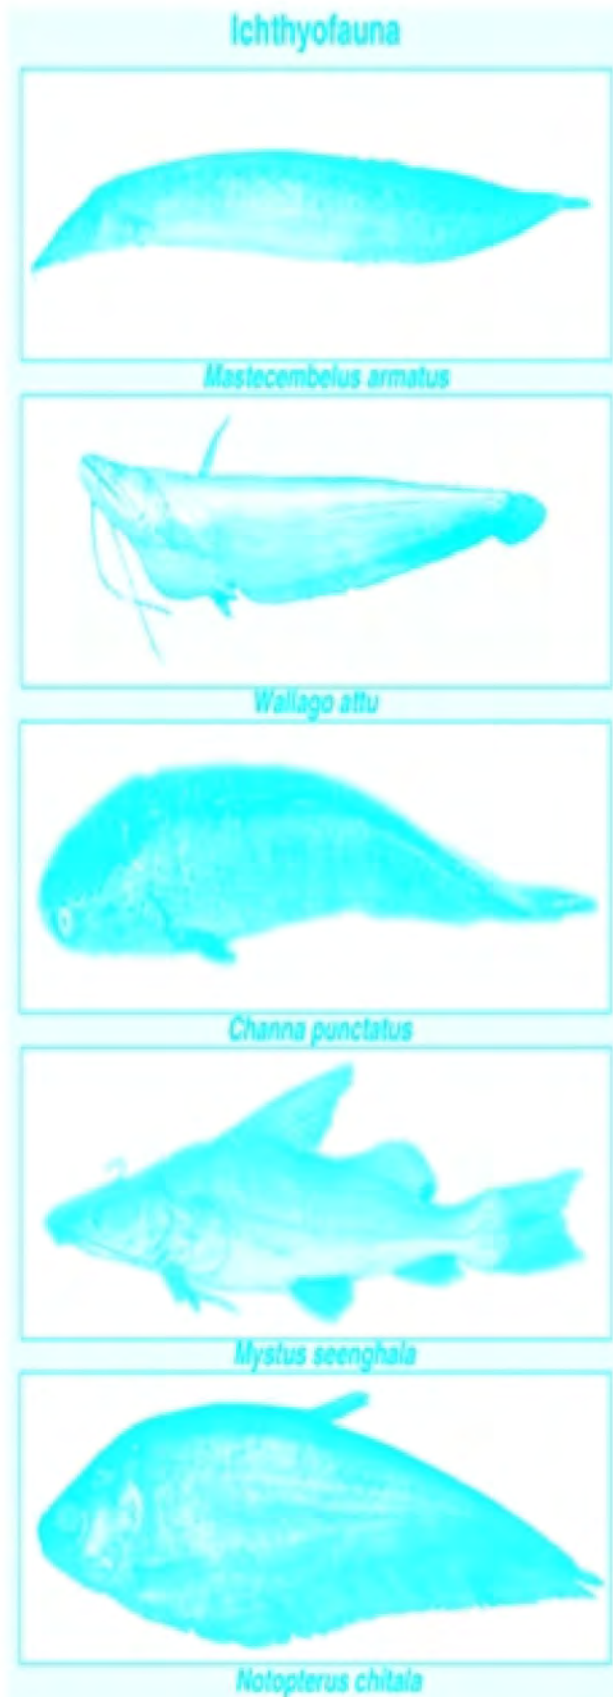 Ichthyofauna
Mastecembelus armatus
Wallago attu
Channa punctatus
Mystus seenghala
Notopterus chitala